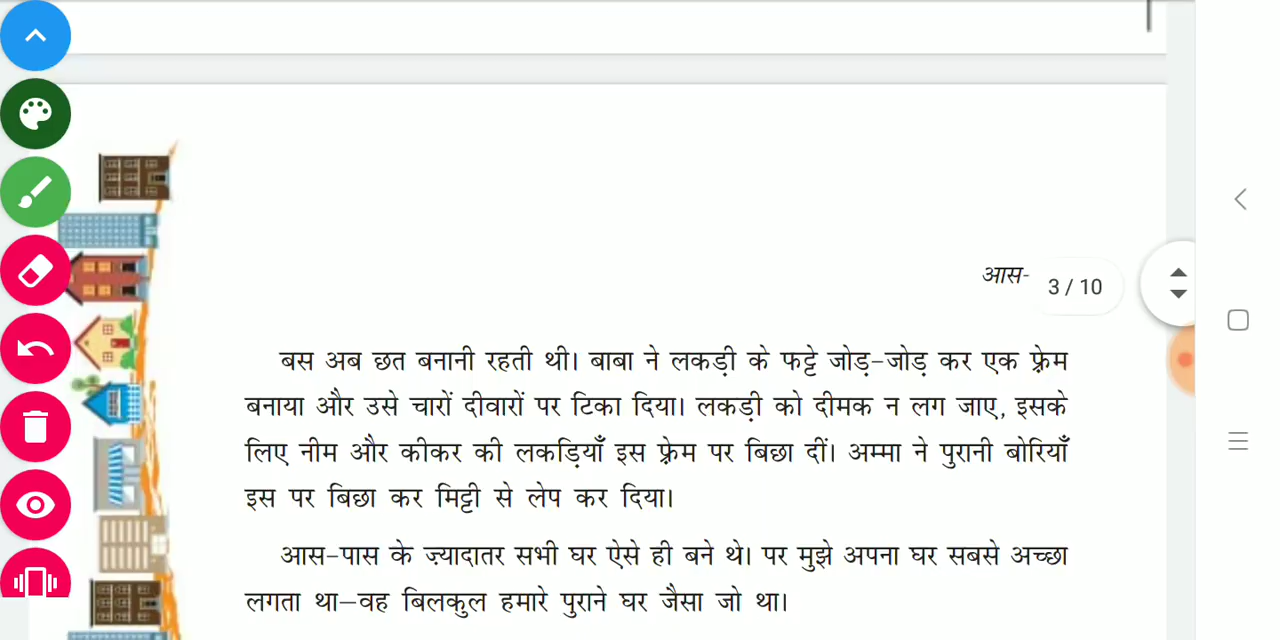 आस-
3 / 10
बस अब छत बनानी रहती थी। बाबा ने लकड़ी के फट्टे जोड़-जोड़ कर एक फ़्रेम
बनाया और उसे चारों दीवारों पर टिका दिया। लकड़ी को दीमक न लग जाए, इसके
लिए नीम और कीकर की लकड़ियाँ इस फ़्रेम पर बिछा दीं। अम्मा ने पुरानी बोरियाँ
इस पर बिछा कर मिट्टी से लेप कर दिया।
आस-पास के ज़्यादातर सभी घर ऐसे ही बने थे। पर मुझे अपना घर सबसे अच्छा
लगता था—वह बिलकुल हमारे पुराने घर जैसा जो था।